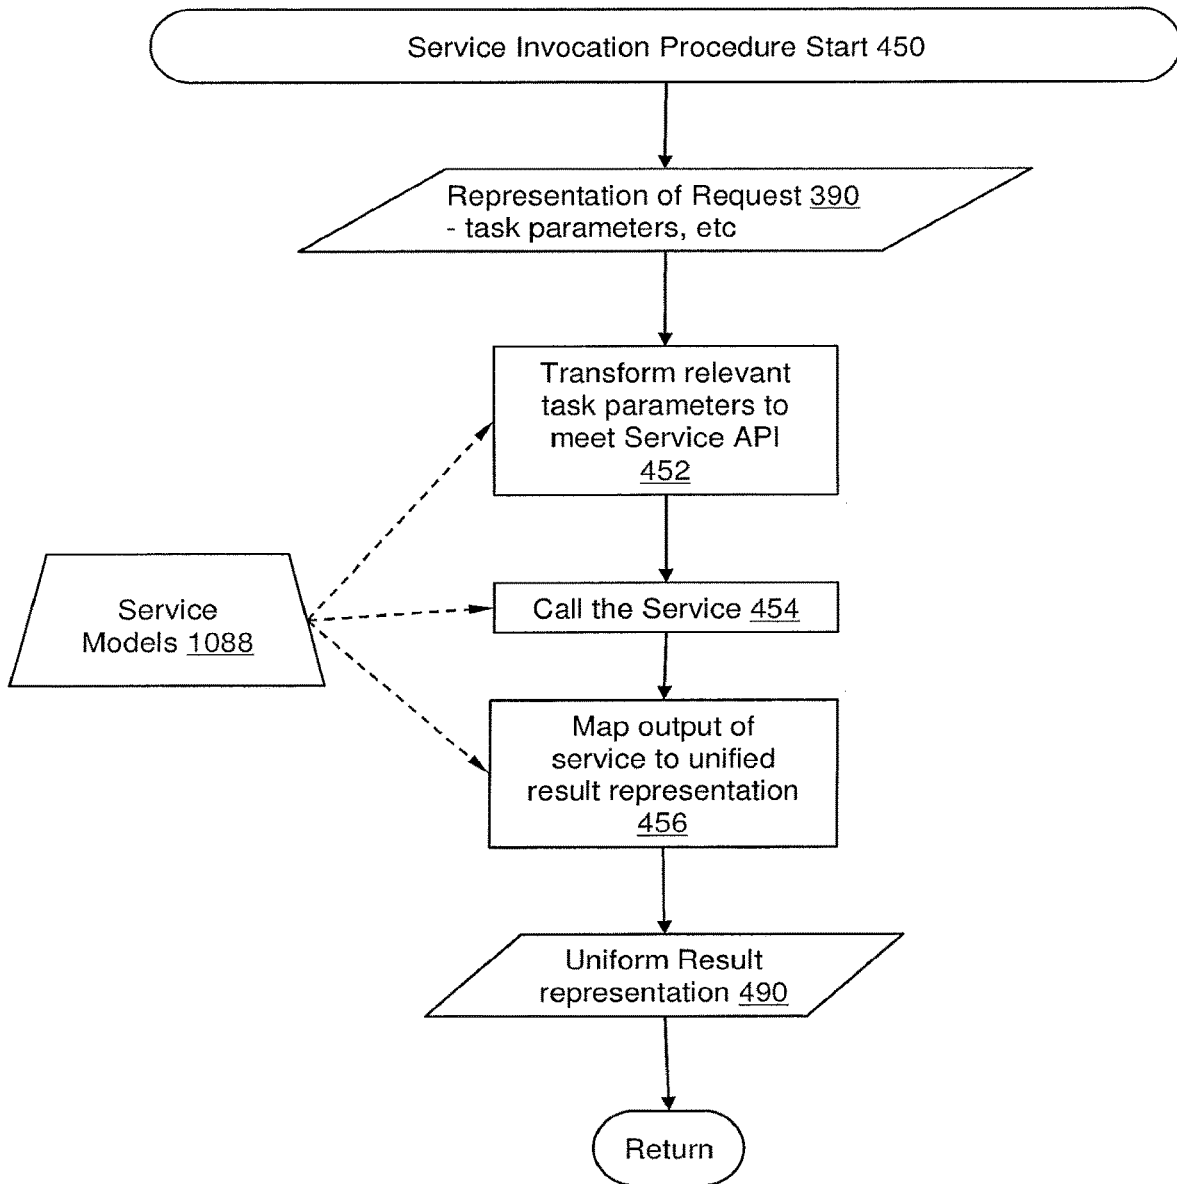 Service Invocation Procedure Start 450
Representation of Request 390
- task parameters, etc
Transform relevant
task parameters to
meet Service API
452
Service
Models 1088
Call the Service 454
Map output of
service to unified
result representation
456
Uniform Result
representation 490
Return